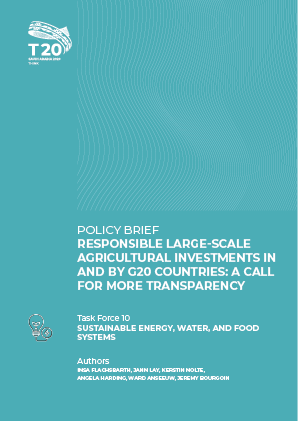 T20
SAUDI ARABIA 2020
THINK
POLICY BRIEF
RESPONSIBLE LARGE-SCALE
AGRICULTURAL INVESTMENTS IN
AND BY G20 COUNTRIES: A CALL
FOR MORE TRANSPARENCY
Task Force 10
SUSTAINABLE ENERGY, WATER, AND FOOD
SYSTEMS
Authors
INSA FLACHSBARTH, JANN LAY, KERSTIN NOLTE,
ANGELA HARDING, WARD ANSEEUW, JEREMY BOURGOIN